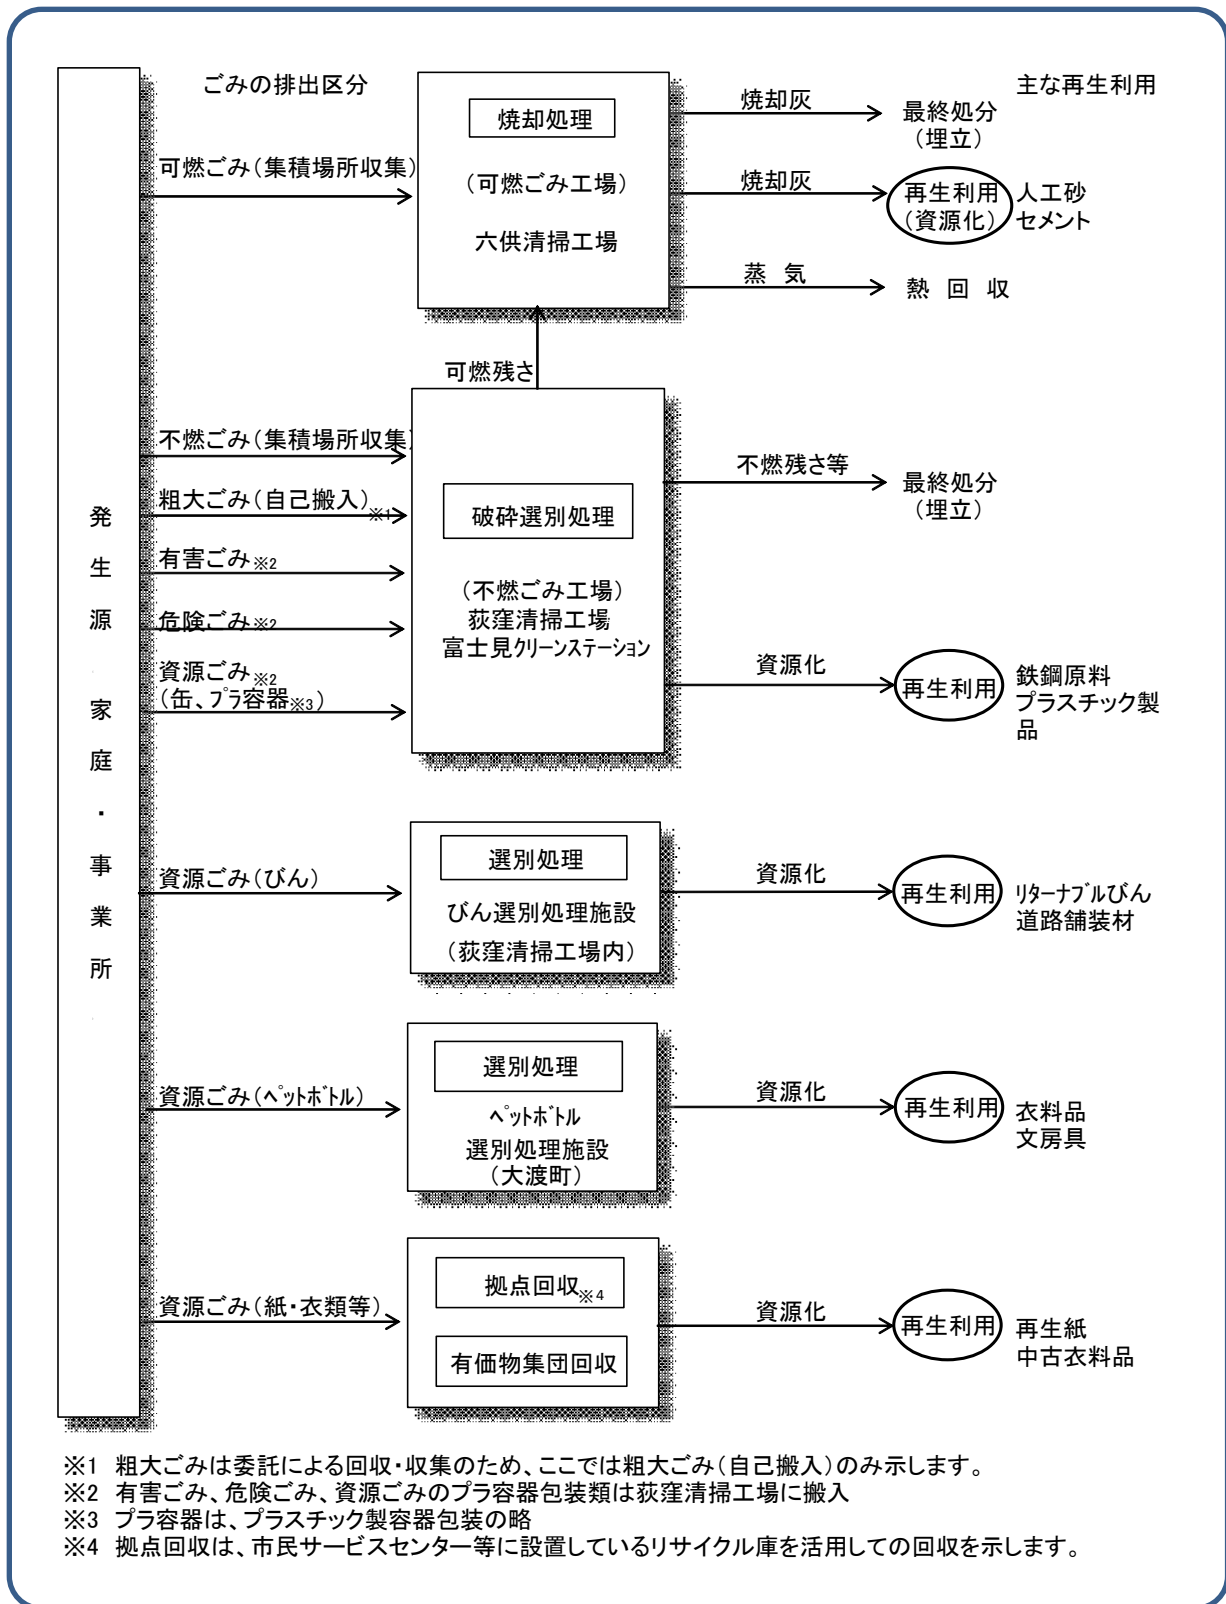 ごみの排出区分
主な再生利用
発生源 家庭・事業所
可燃ごみ(集積場所収集)
焼却処理
(可燃ごみ工場)
六供清掃工場
焼却灰
最終処分
(埋立)
焼却灰
再生利用
(資源化)
人工砂
セメント
蒸 気
熱 回 収
可燃残さ
不燃ごみ(集積場所収集)
粗大ごみ(自己搬入)※1
有害ごみ※2
危険ごみ※2
資源ごみ※2
(缶、プラ容器※3)
破砕選別処理
(不燃ごみ工場)
荻窪清掃工場
富士見クリーンステーション
不燃残さ等
最終処分
(埋立)
資源化
再生利用
鉄鋼原料
プラスチック製
品
資源ごみ(びん)
選別処理
びん選別処理施設
(荻窪清掃工場内)
資源化
再生利用
リターナブルびん
道路舗装材
資源ごみ(ペットボトル)
選別処理
ペットボトル
選別処理施設
(大渡町)
資源化
再生利用
衣料品
文房具
資源ごみ(紙・衣類等)
拠点回収※4
有価物集団回収
資源化
再生利用
再生紙
中古衣料品
※1 粗大ごみは委託による回収・収集のため、ここでは粗大ごみ(自己搬入)のみ示します。
※2 有害ごみ、危険ごみ、資源ごみのプラ容器包装類は荻窪清掃工場に搬入
※3 プラ容器は、プラスチック製容器包装の略
※4 拠点回収は、市民サービスセンター等に設置しているリサイクル庫を活用しての回収を示します。